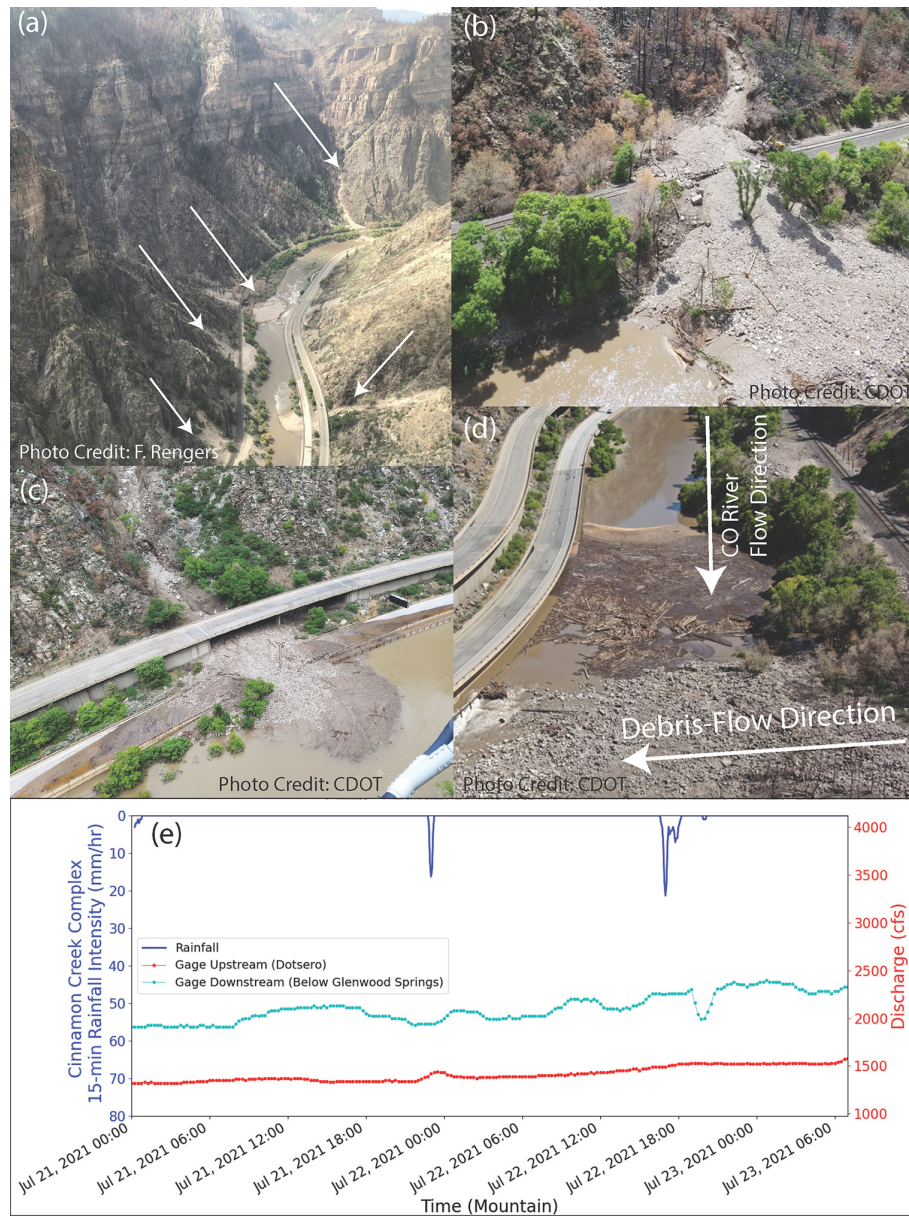 (a)
Photo Credit: F. Rengers
(b)
Photo Credit: CDOT
(c)
Photo Credit: CDOT
(d)
CO River
Flow Direction
Debris-Flow Direction
Photo Credit: CDOT
(e)
Cinnamon Creek Complex
15-min Rainfall Intensity (mm/hr)
0
10
20
30
40
50
60
70
80
Rainfall
Gage Upstream (Dotsero)
Gage Downstream (Below Glenwood Springs)
4000
3500
3000
2500
2000
1500
1000
Discharge (cfs)
Jul 21, 2021 00:00
Jul 21, 2021 06:00
Jul 21, 2021 12:00
Jul 21, 2021 18:00
Jul 22, 2021 00:00
Jul 22, 2021 06:00
Jul 22, 2021 12:00
Jul 22, 2021 18:00
Jul 23, 2021 00:00
Jul 23, 2021 06:00
Time (Mountain)